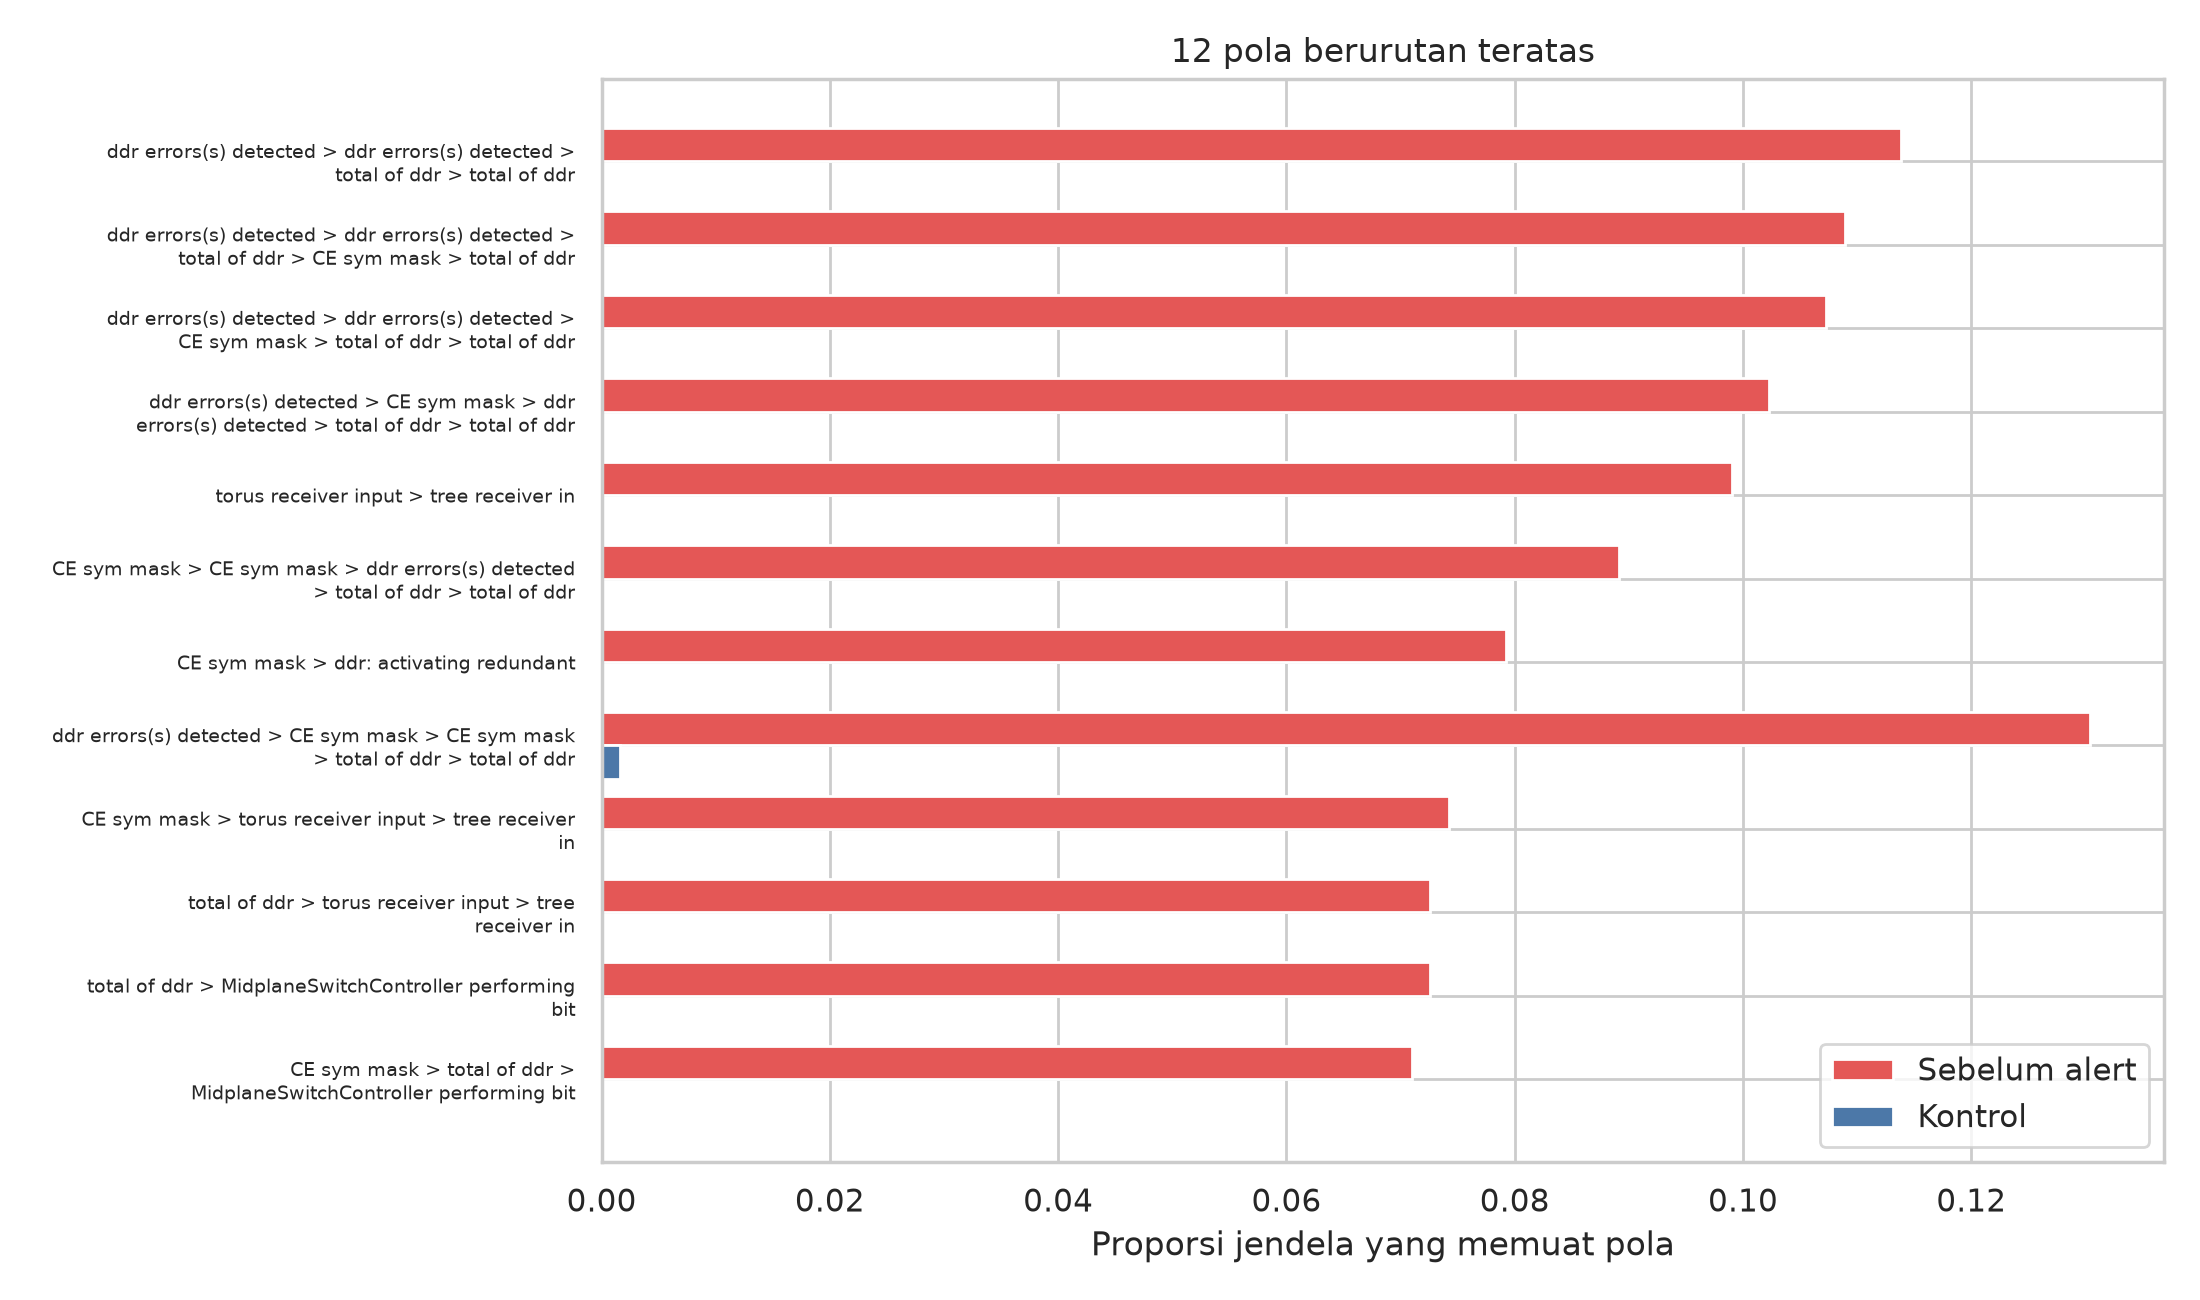 12 pola berurutan teratas
ddr errors(s) detected > ddr errors(s) detected >
total of ddr > total of ddr
ddr errors(s) detected > ddr errors(s) detected >
total of ddr > CE sym mask > total of ddr
ddr errors(s) detected > ddr errors(s) detected >
CE sym mask > total of ddr > total of ddr
ddr errors(s) detected > CE sym mask > ddr
errors(s) detected > total of ddr > total of ddr
torus receiver input > tree receiver in
CE sym mask > CE sym mask > ddr errors(s) detected
> total of ddr > total of ddr
CE sym mask > ddr: activating redundant
ddr errors(s) detected > CE sym mask > CE sym mask
> total of ddr > total of ddr
CE sym mask > torus receiver input > tree receiver
in
total of ddr > torus receiver input > tree
receiver in
total of ddr > MidplaneSwitchController performing
bit
CE sym mask > total of ddr >
MidplaneSwitchController performing bit
Sebelum alert
Kontrol
0.00 0.02 0.04 0.06 0.08 0.10 0.12
Proporsi jendela yang memuat pola